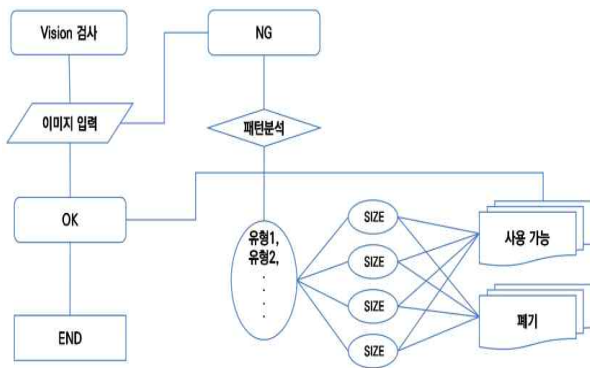 Vision 검사
NG
이미지 입력
패턴분석
OK
유형1,
유형2,
.
.
.
.
SIZE
SIZE
SIZE
SIZE
사용 가능
폐기
END